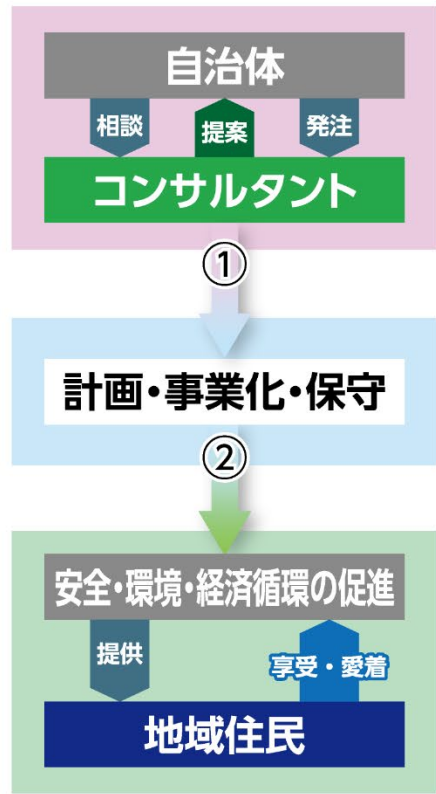 自治体
相談
提案
発注
コンサルタント
①
計画・事業化・保守
②
安全・環境・経済循環の促進
提供
享受・愛着
地域住民